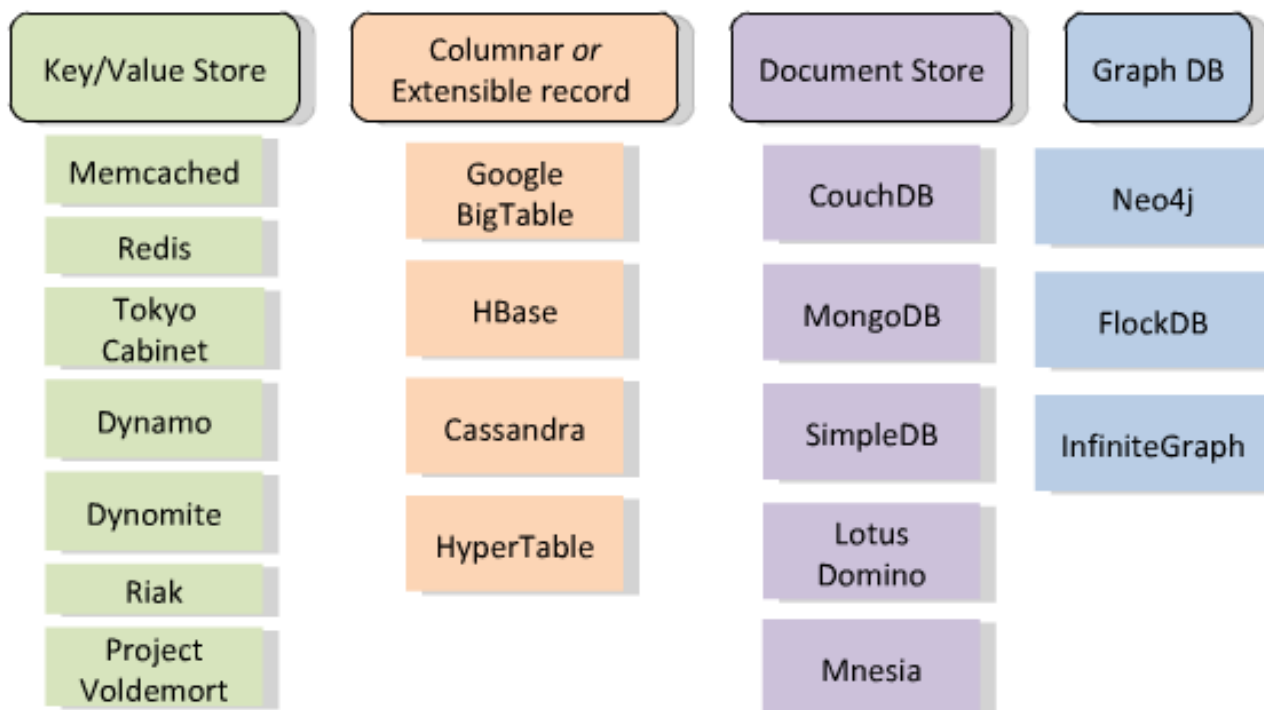 Key/Value Store
Memcached
Redis
Tokyo
Cabinet
Dynamo
Dynomite
Riak
Project
Voldemort
Columnar or
Extensible record
Google
BigTable
HBase
Cassandra
HyperTable
Document Store
CouchDB
MongoDB
SimpleDB
Lotus
Domino
Mnesia
Graph DB
Neo4j
FlockDB
InfiniteGraph